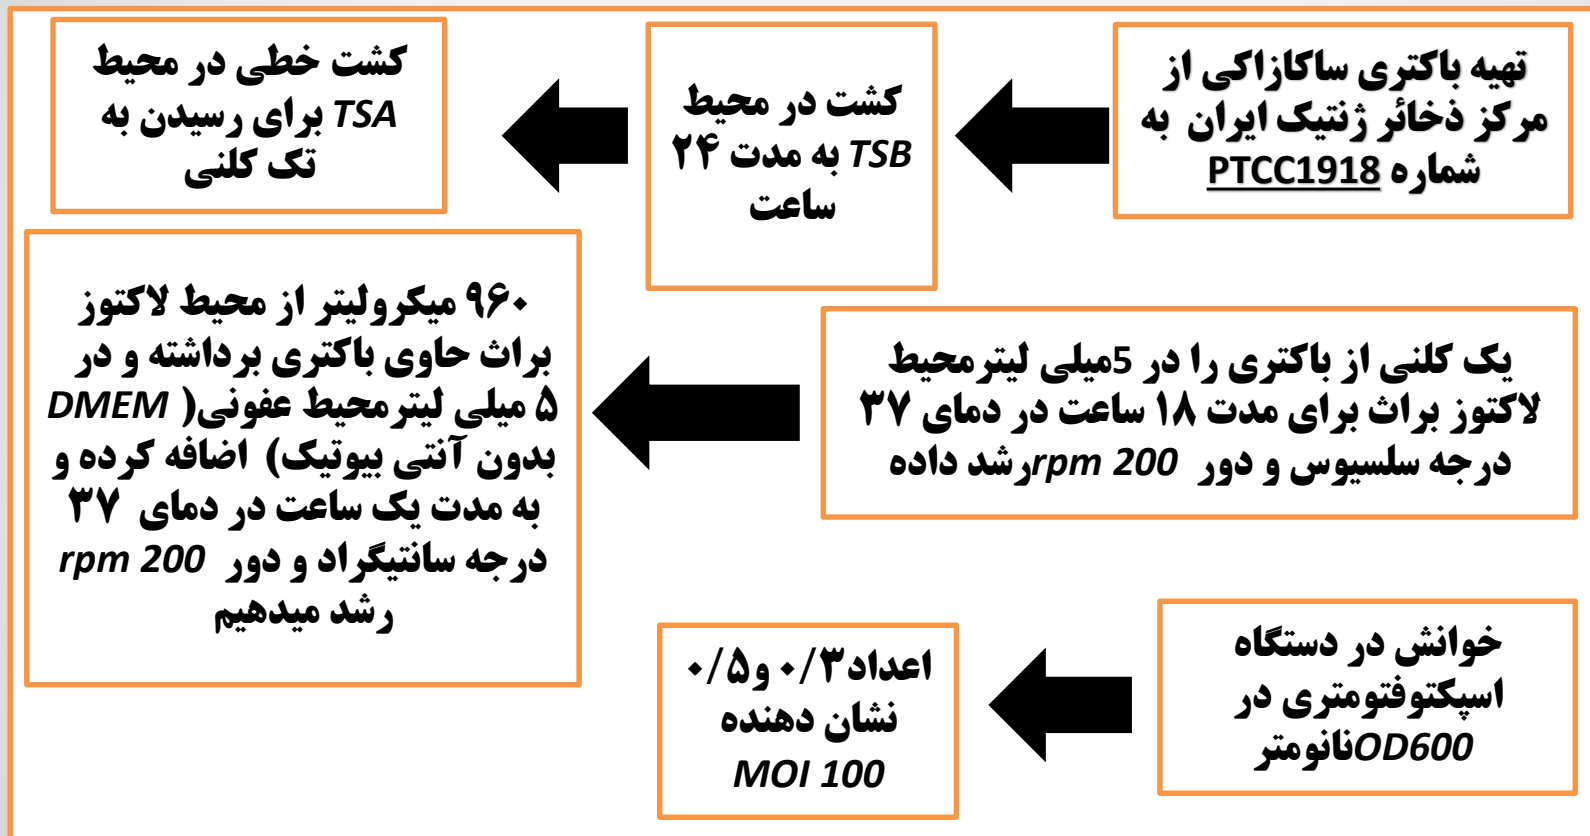 تهیه باکتری ساکازاکی از
مرکز ذخائر ژنتیک ایران به
شماره PTCC1918
کشت در محیط
TSB به مدت ۲۴
ساعت
کشت خطی در محیط
TSA برای رسیدن به
تک کلنی
یک کلنی از باکتری را در 5میلی لیترمحیط
لاکتوز براث برای مدت ۱۸ ساعت در دمای ۳۷
درجه سلسیوس و دور 200 rpmرشد داده
۹۶۰ میکرولیتر از محیط لاکتوز
براث حاوی باکتری برداشته و در
۵ میلی لیترمحیط عفونی( DMEM
بدون آنتی بیوتیک) اضافه کرده و
به مدت یک ساعت در دمای ۳۷
درجه سانتیگراد و دور 200 rpm
رشد میدهیم
خوانش در دستگاه
اسپکتوفتومتری در
OD600نانومتر
اعداد۰/۳ و۰/۵
نشان دهنده
MOI 100